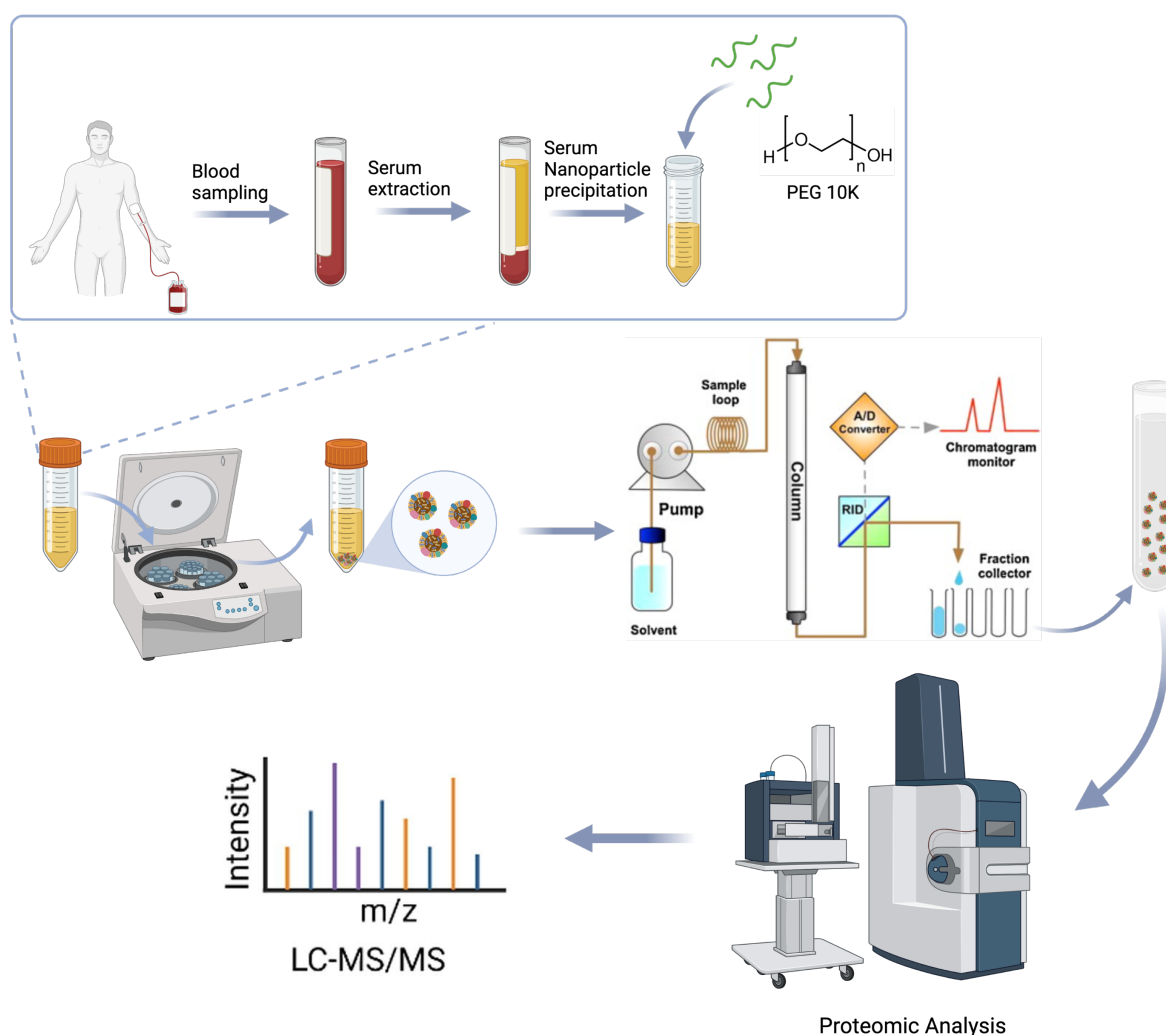 Blood
sampling
Serum
extraction
Serum
Nanoparticle
precipitation
H
O
n
OH
PEG 10K
Sample
loop
A/D
Converter
Chromatogram
monitor
Column
Pump
RID
Solvent
Fraction
collector
Intensity
m/z
LC-MS/MS
Proteomic Analysis